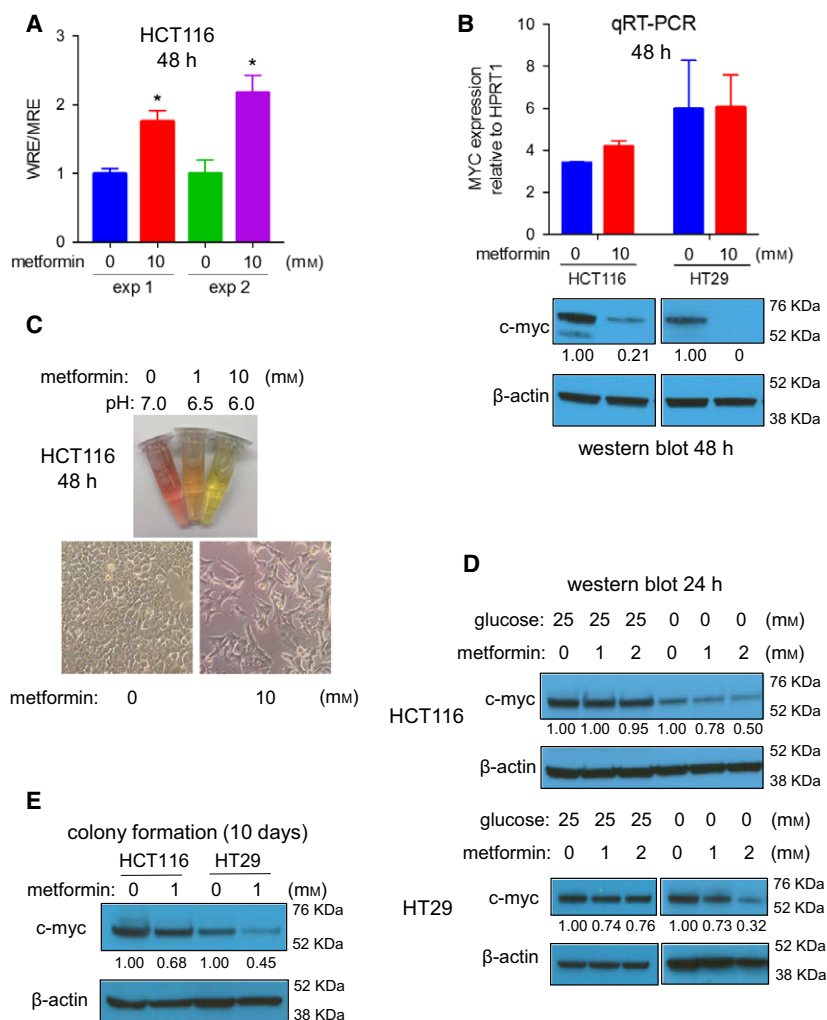 A
HCT116
48 h
3
2
1
0
WRE/MRE
*
*
metformin 0 10 0 10 (mM)
exp 1 exp 2
B
qRT-PCR
48 h
10
8
6
4
2
0
MYC expression
relative to HPRT1
metformin 0 10 0 10 (mM)
HCT116 HT29
c-myc
76 KDa
52 KDa
1.00 0.21 1.00 0
β-actin
52 KDa
38 KDa
western blot 48 h
C
metformin: 0 1 10 (mM)
pH: 7.0 6.5 6.0
HCT116
48 h
metformin: 0 10 (mM)
D
western blot 24 h
glucose: 25 25 25 0 0 0 (mM)
metformin: 0 1 2 0 1 2 (mM)
HCT116
c-myc
76 KDa
52 KDa
1.00 1.00 0.95 1.00 0.78 0.50
β-actin
52 KDa
38 KDa
glucose: 25 25 25 0 0 0 (mM)
metformin: 0 1 2 0 1 2 (mM)
HT29
c-myc
76 KDa
52 KDa
1.00 0.74 0.76 1.00 0.73 0.32
β-actin
52 KDa
38 KDa
E
colony formation (10 days)
HCT116 HT29
metformin: 0 1 0 1 (mM)
c-myc
76 KDa
52 KDa
1.00 0.68 1.00 0.45
β-actin
52 KDa
38 KDa